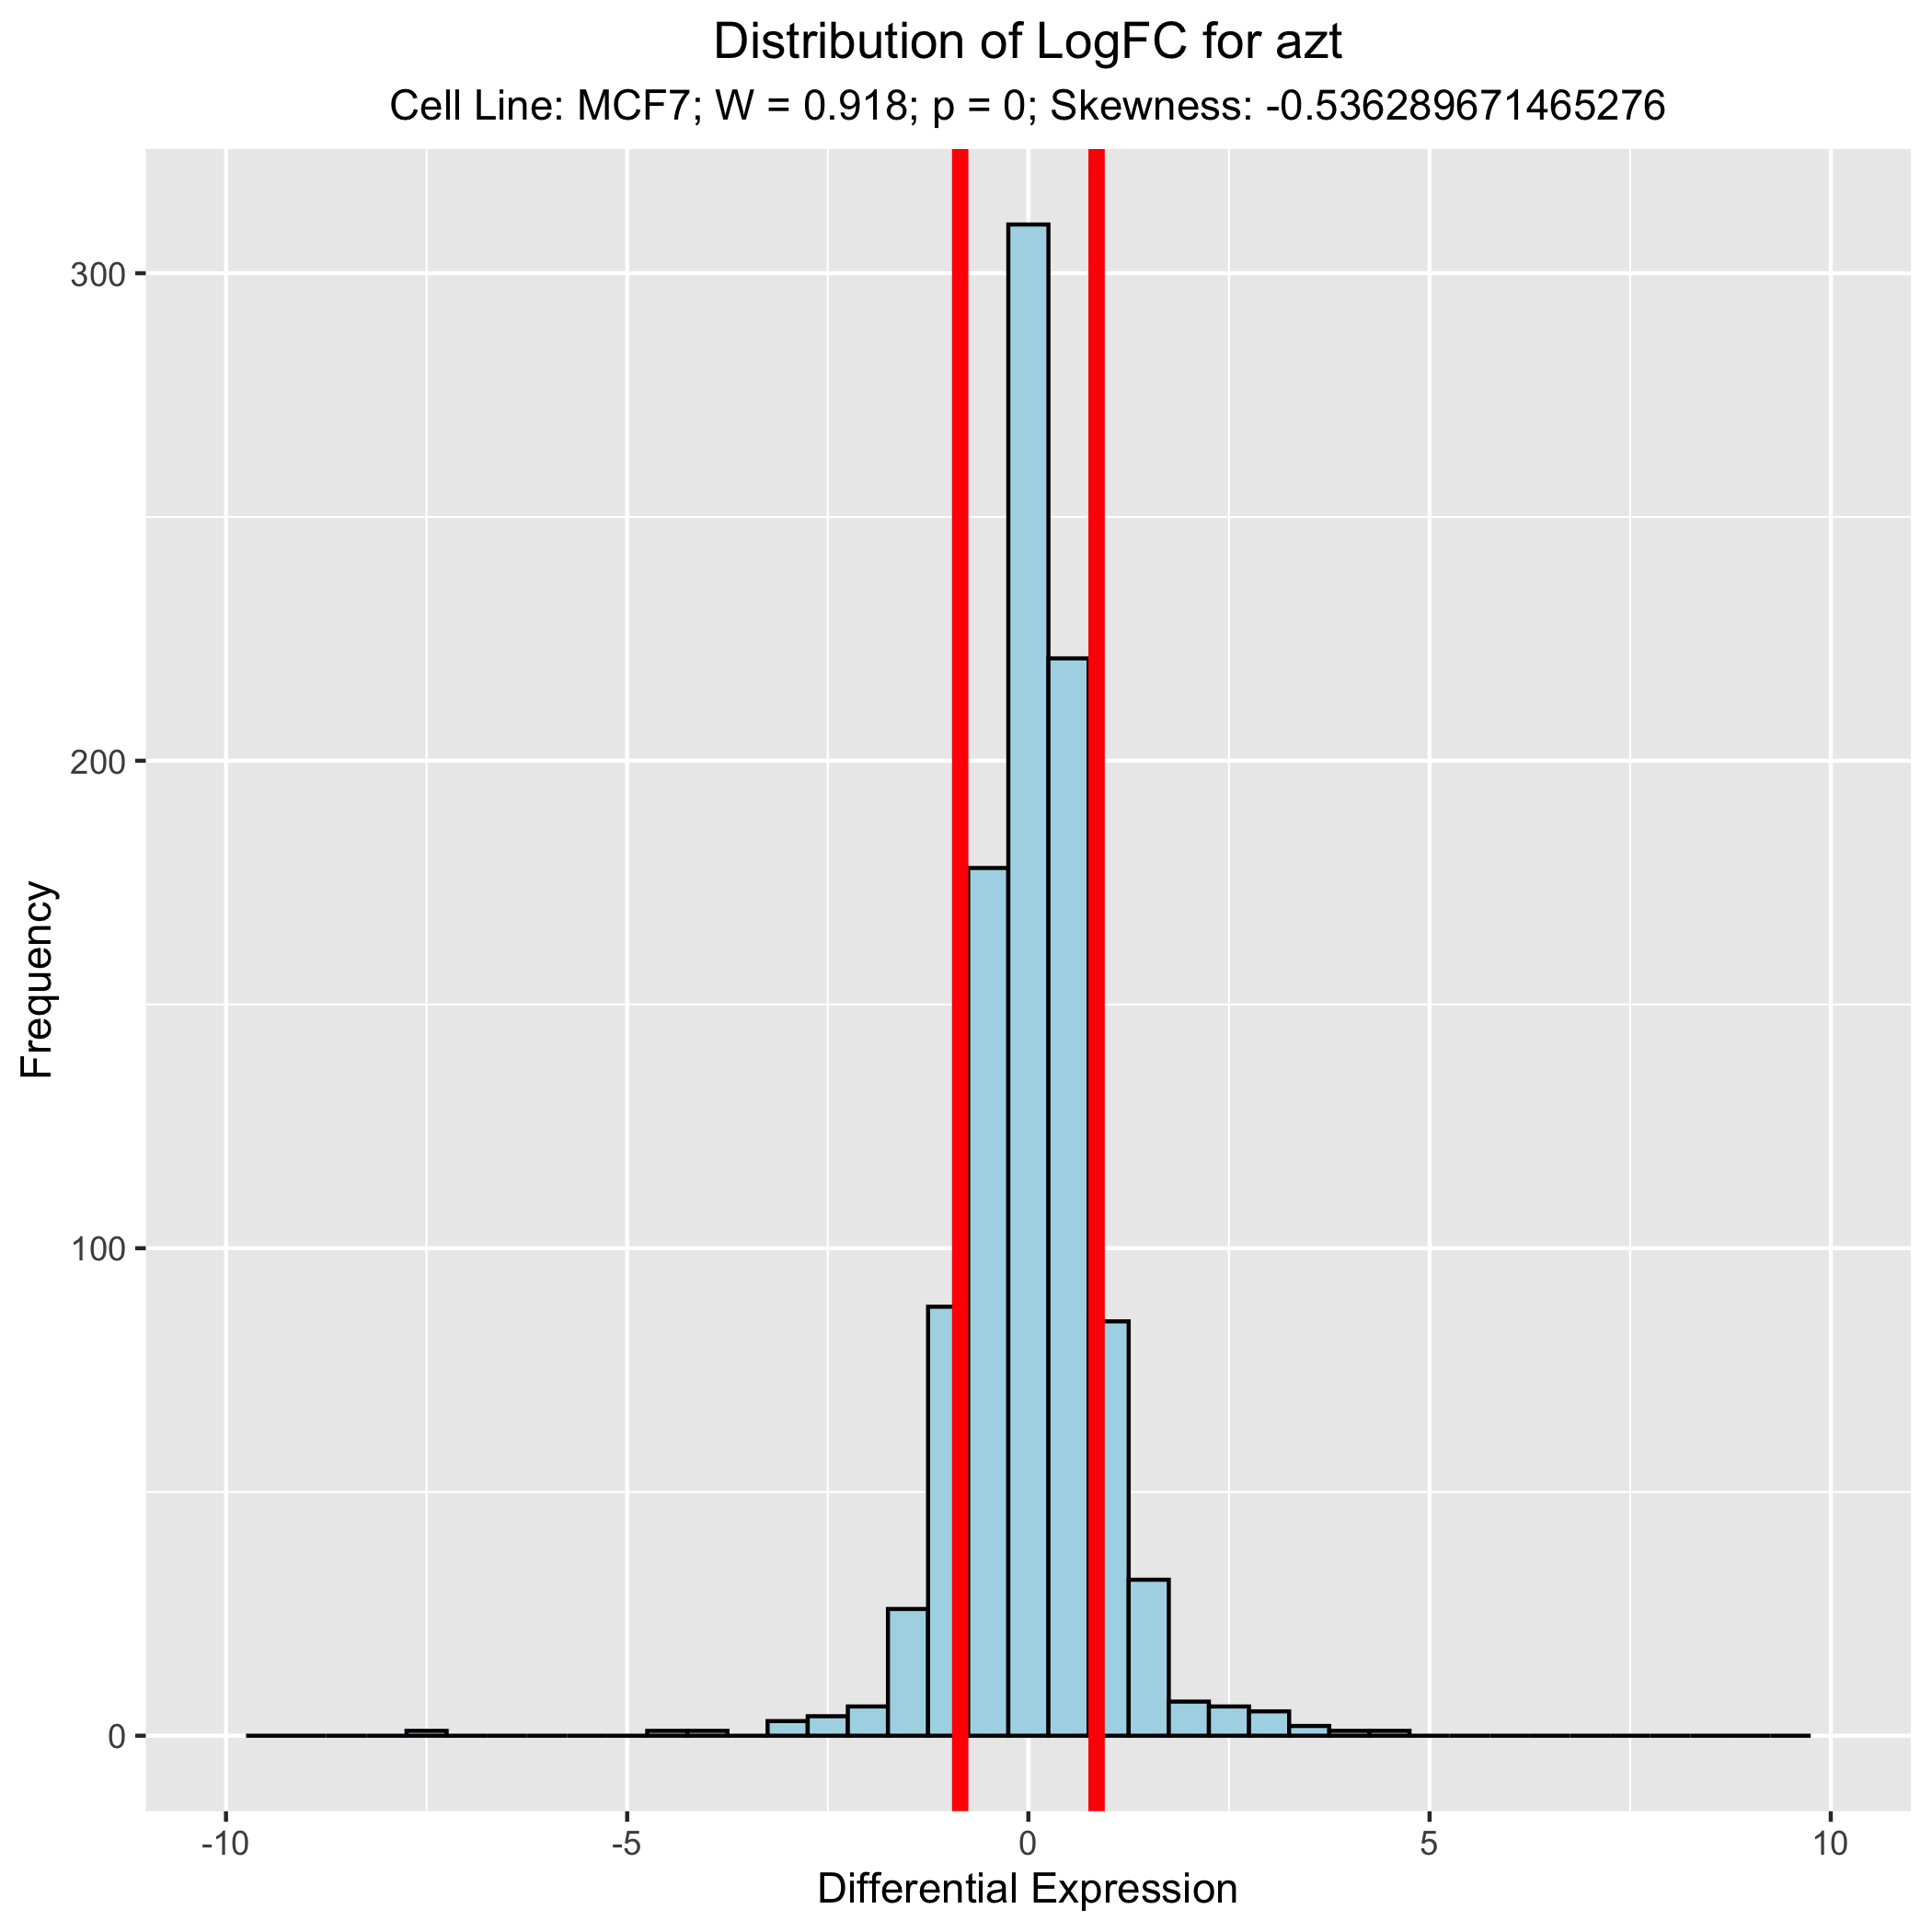 Distribution of LogFC for azt
Cell Line: MCF7; W = 0.918; p = 0; Skewness: -0.536289671465276
Frequency
300
200
100
0
-10
-5
0
5
10
Differential Expression